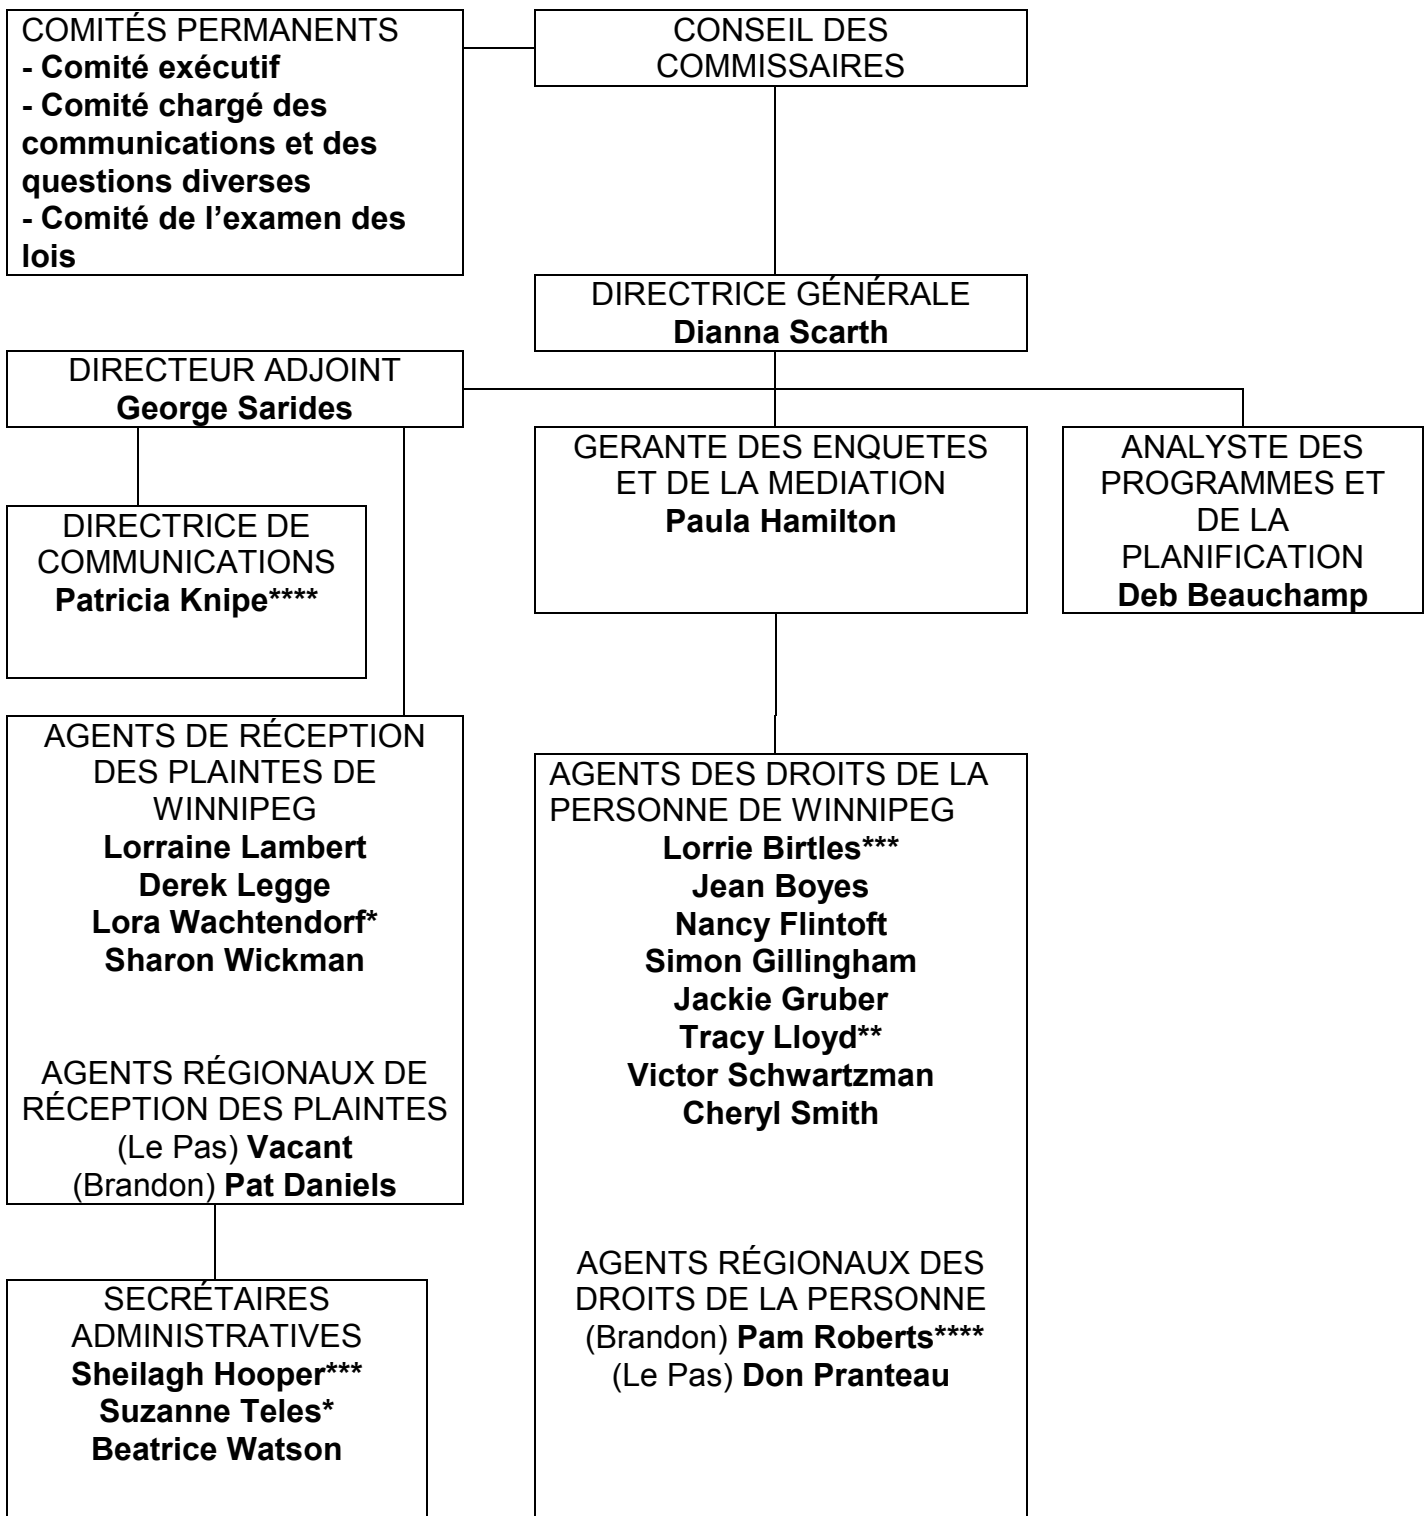 COMITÉS PERMANENTS
- Comité exécutif
- Comité chargé des
communications et des
questions diverses
- Comité de l’examen des
lois
CONSEIL DES
COMMISSAIRES
DIRECTRICE GÉNÉRALE
Dianna Scarth
DIRECTEUR ADJOINT
George Sarides
GERANTE DES ENQUETES
ET DE LA MEDIATION
Paula Hamilton
ANALYSTE DES
PROGRAMMES ET
DE LA
PLANIFICATION
Deb Beauchamp
DIRECTRICE DE
COMMUNICATIONS
Patricia Knipe****
AGENTS DE RÉCEPTION
DES PLAINTES DE
WINNIPEG
Lorraine Lambert
Derek Legge
Lora Wachtendorf*
Sharon Wickman
AGENTS RÉGIONAUX DE
RÉCEPTION DES PLAINTES
(Le Pas) Vacant
(Brandon) Pat Daniels
AGENTS DES DROITS DE LA
PERSONNE DE WINNIPEG
Lorrie Birtles***
Jean Boyes
Nancy Flintoft
Simon Gillingham
Jackie Gruber
Tracy Lloyd**
Victor Schwartzman
Cheryl Smith
AGENTS RÉGIONAUX DES
DROITS DE LA PERSONNE
(Brandon) Pam Roberts****
(Le Pas) Don Pranteau
SECRÉTAIRES
ADMINISTRATIVES
Sheilagh Hooper***
Suzanne Teles*
Beatrice Watson